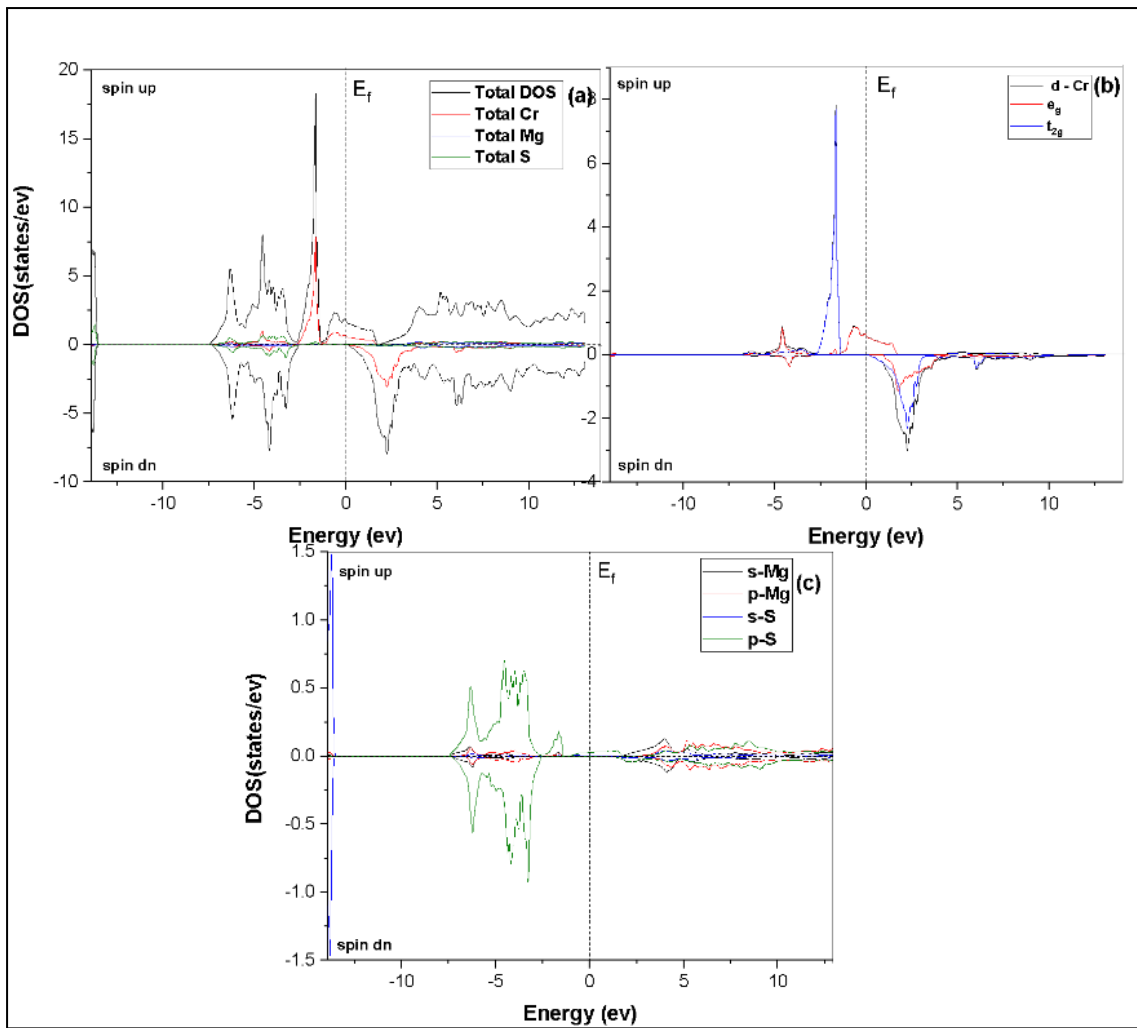 20
15
10
5
0
-5
-10
-10
-5
0
5
10
DOS(states/ev)
Energy (ev)
spin up
spin dn
E_f
Total DOS
Total Cr
Total Mg
Total S
(a)
8
6
4
2
0
-2
-4
-10
-5
0
5
10
Energy (ev)
spin up
spin dn
E_f
d - Cr
e_g
t_2g
(b)
1.5
1.0
0.5
0.0
-0.5
-1.0
-1.5
-10
-5
0
5
10
DOS(states/ev)
Energy (ev)
spin up
spin dn
E_f
s-Mg
p-Mg
s-S
p-S
(c)